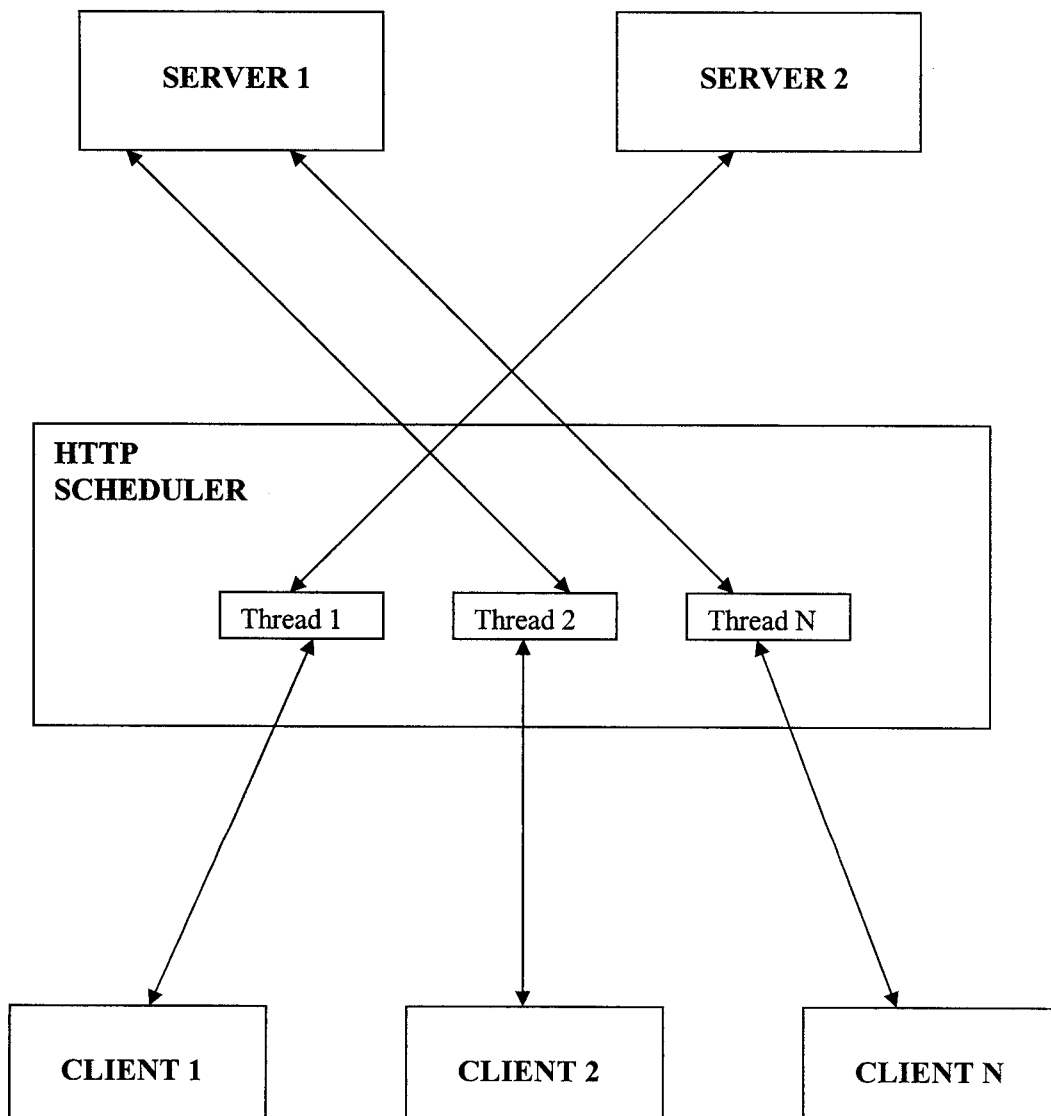 SERVER 1
SERVER 2
HTTP
SCHEDULER
Thread 1
Thread 2
Thread N
CLIENT 1
CLIENT 2
CLIENT N